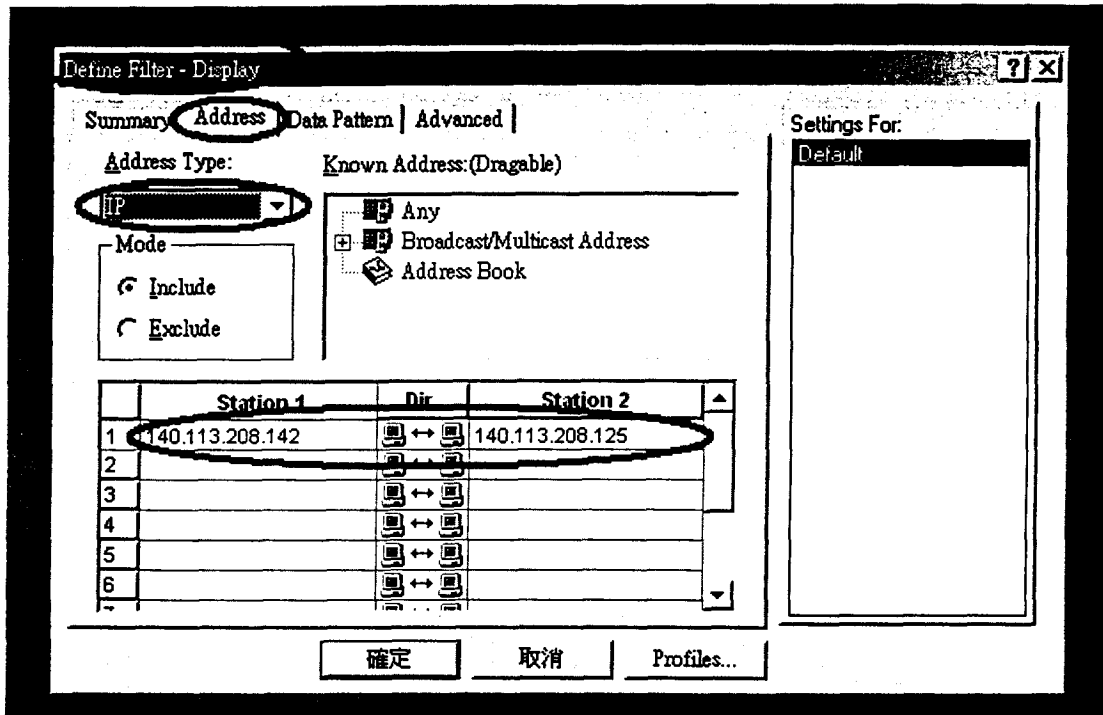 Define Filter - Display
Summary Address Data Pattern Advanced
Settings For:
Default
Address Type:
IP
Known Address:(Dragable)
Any
Broadcast/Multicast Address
Address Book
Mode
Include
Exclude
Station 1 Dir Station 2
1 140.113.208.142 140.113.208.125
2
3
4
5
6
確定 取消 Profiles...